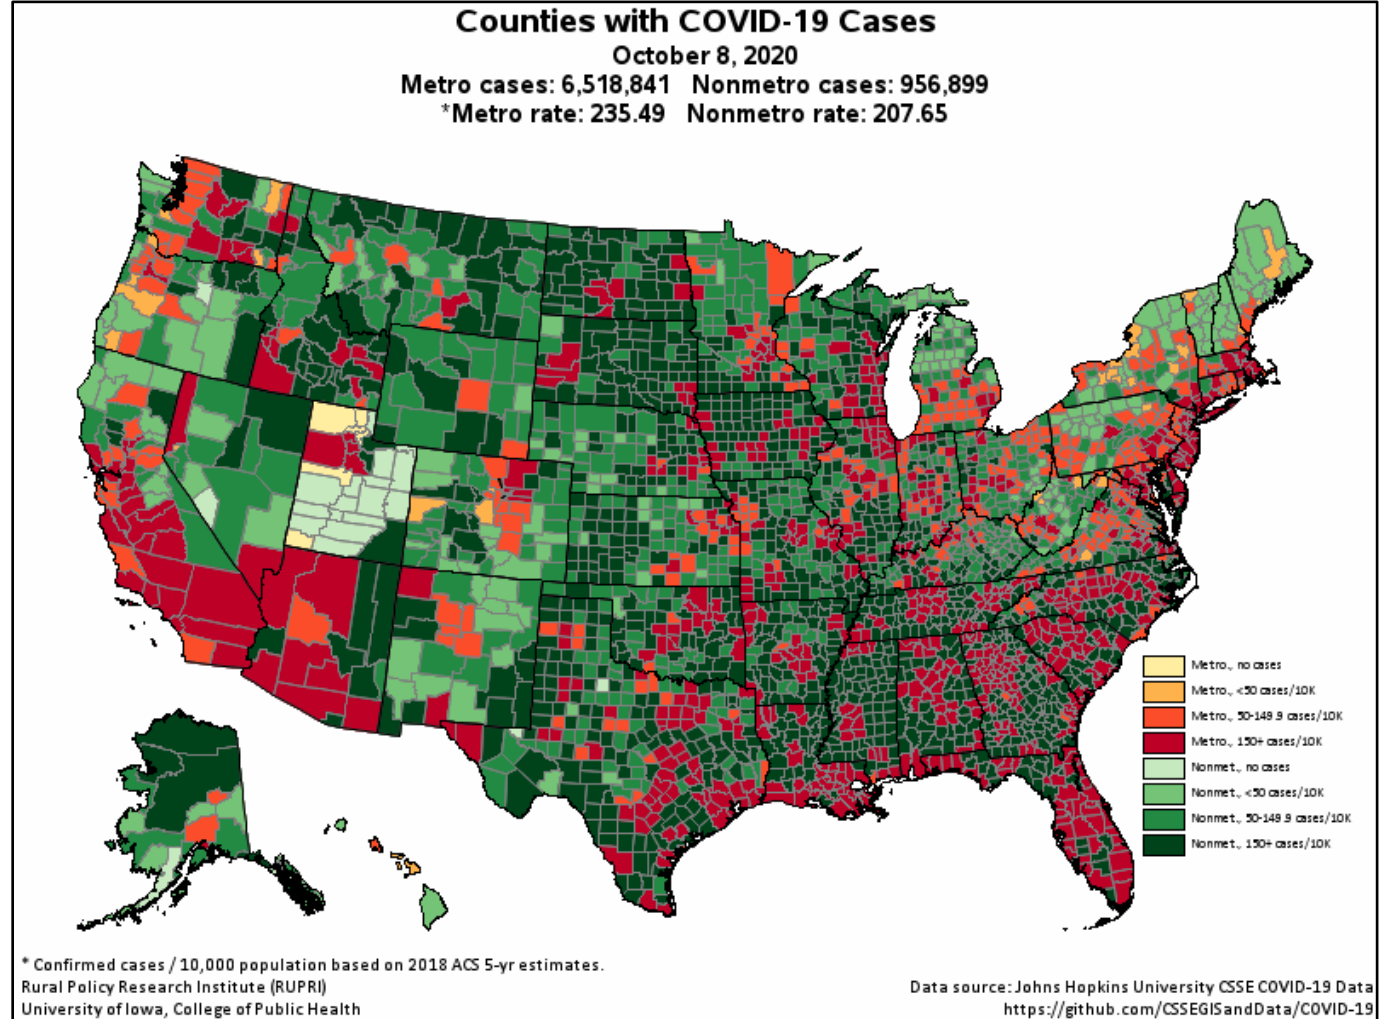 Counties with COVID-19 Cases
October 8, 2020
Metro cases: 6,518,841   Nonmetro cases: 956,899
*Metro rate: 235.49   Nonmetro rate: 207.65
Metro., no cases
Metro., <50 cases/10K
Metro., 50-149.9 cases/10K
Metro., 150+ cases/10K
Nonmet., no cases
Nonmet., <50 cases/10K
Nonmet., 50-149.9 cases/10K
Nonmet., 150+ cases/10K
* Confirmed cases / 10,000 population based on 2018 ACS 5-yr estimates.
Rural Policy Research Institute (RUPRI)
University of Iowa, College of Public Health
Data source: Johns Hopkins University CSSE COVID-19 Data
https://github.com/CSSEGISandData/COVID-19